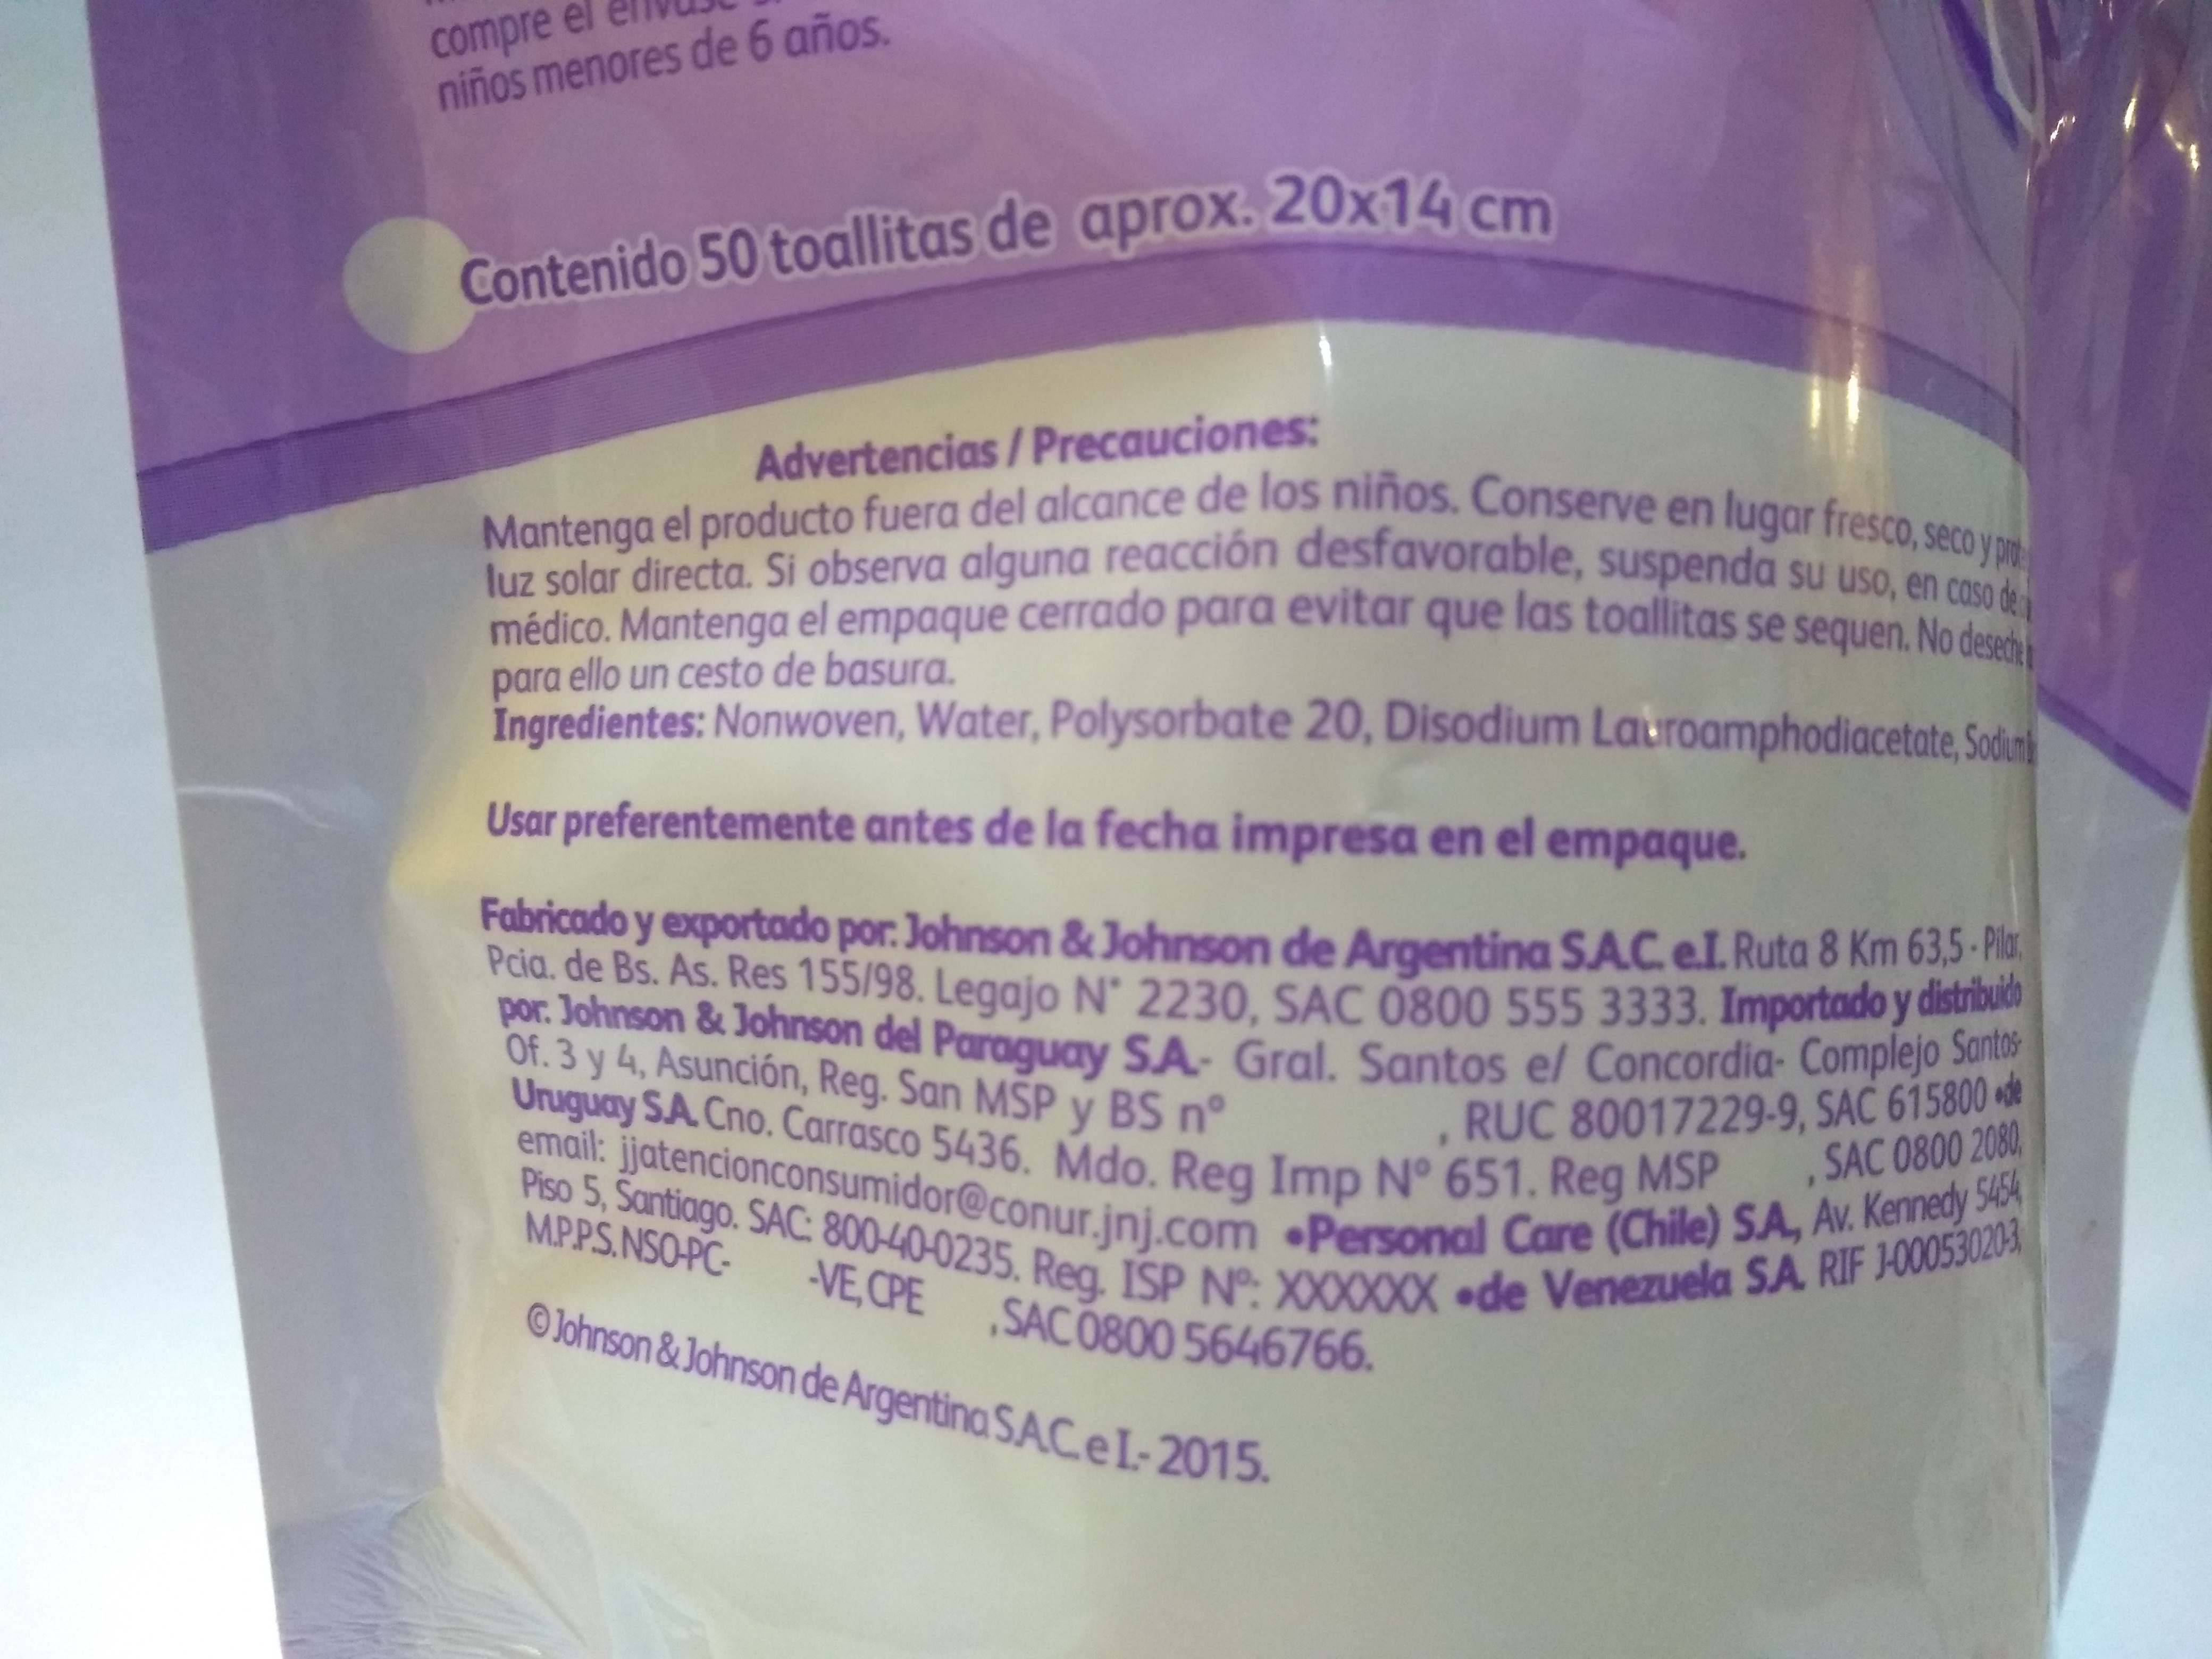 compre el envase
niños menores de 6 años.
Contenido 50 toallitas de aprox. 20x14 cm
Advertencias / Precauciones:
Mantenga el producto fuera del alcance de los niños. Conserve en lugar fresco, seco y
luz solar directa. Si observa alguna reacción desfavorable, suspenda su uso, en caso de
médico. Mantenga el empaque cerrado para evitar que las toallitas se sequen. No deseche
para ello un cesto de basura.
Ingredientes: Nonwoven, Water, Polysorbate 20, Disodium Lauroamphodiacetate, Sodium
Usar preferentemente antes de la fecha impresa en el empaque.
Fabricado y exportado por: Johnson & Johnson de Argentina S.A.C. e.I. Ruta 8 Km 63,5 - Pilar,
Pcia. de Bs. As. Res 155/98. Legajo N° 2230, SAC 0800 555 3333. Importado y distribuido
por: Johnson & Johnson del Paraguay S.A.- Gral. Santos e/ Concordia- Complejo Santos-
Of. 3 y 4, Asunción, Reg. San MSP y BS nº , RUC 80017229-9, SAC 615800 •de
Uruguay S.A. Cno. Carrasco 5436. Mdo. Reg Imp Nº 651. Reg MSP , SAC 0800 2080,
email: jjatencionconsumidor@conur.jnj.com •Personal Care (Chile) S.A., Av. Kennedy 5454,
Piso 5, Santiago. SAC: 800-40-0235. Reg. ISP Nº: XXXXXX •de Venezuela S.A. RIF J-00053020-3,
M.P.P.S. NSO-PC- -VE, CPE , SAC 0800 5646766.
© Johnson & Johnson de Argentina S.A.C. e I.- 2015.